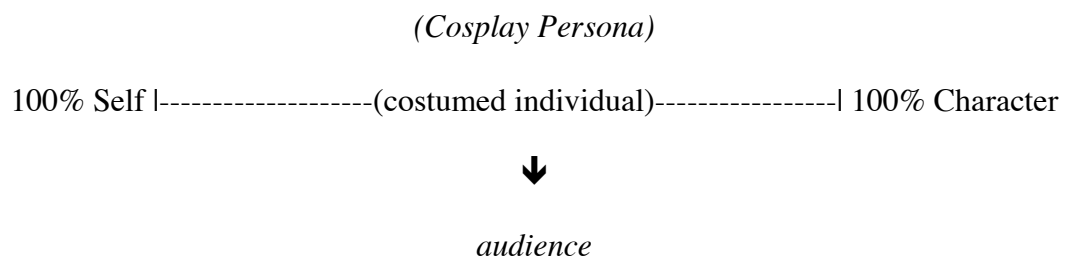 (Cosplay Persona)
100% Self |--------------------(costumed individual)-----------------| 100% Character
audience